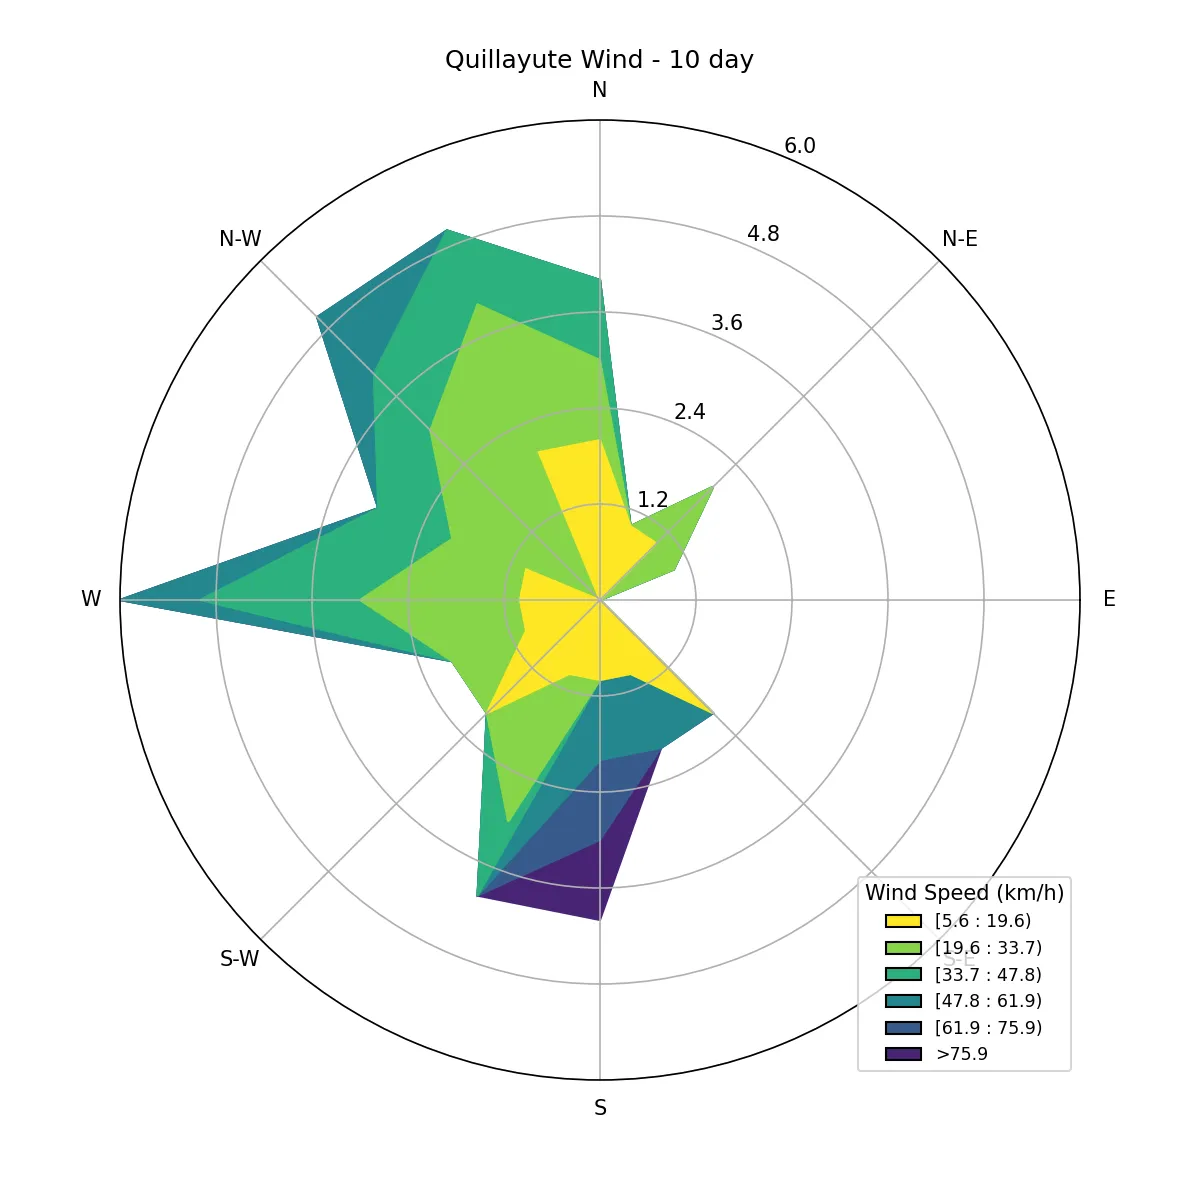 Quillayute Wind - 10 day
N
6.0
4.8
N-W
N-E
3.6
2.4
1.2
W
E
S-W
S-E
Wind Speed (km/h)
[5.6 : 19.6)
[19.6 : 33.7)
[33.7 : 47.8)
[47.8 : 61.9)
[61.9 : 75.9)
>75.9
S